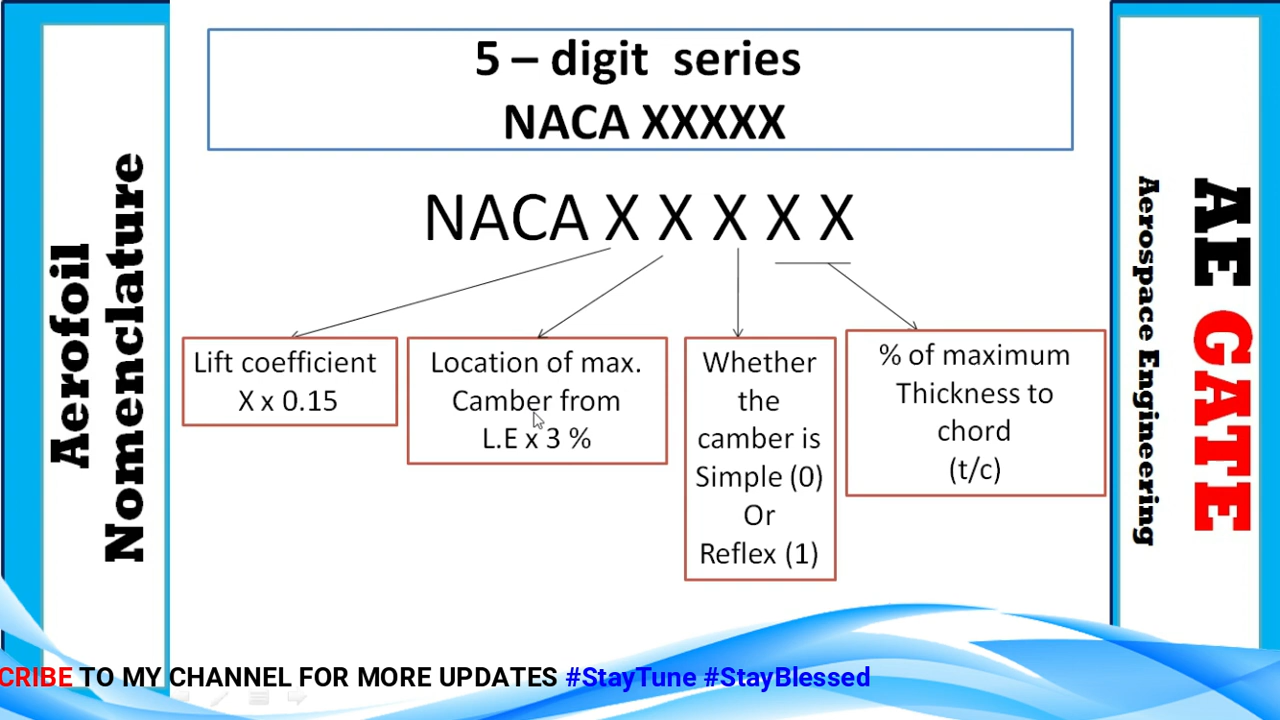 5 – digit series
NACA XXXXX
NACA X X X X X
Lift coefficient
X x 0.15
Location of max.
Camber from
L.E x 3 %
Whether
the
camber is
Simple (0)
Or
Reflex (1)
% of maximum
Thickness to
chord
(t/c)
Aerofoil
Nomenclature
AE GATE
Aerospace Engineering
CRIBE TO MY CHANNEL FOR MORE UPDATES #StayTune #StayBlessed